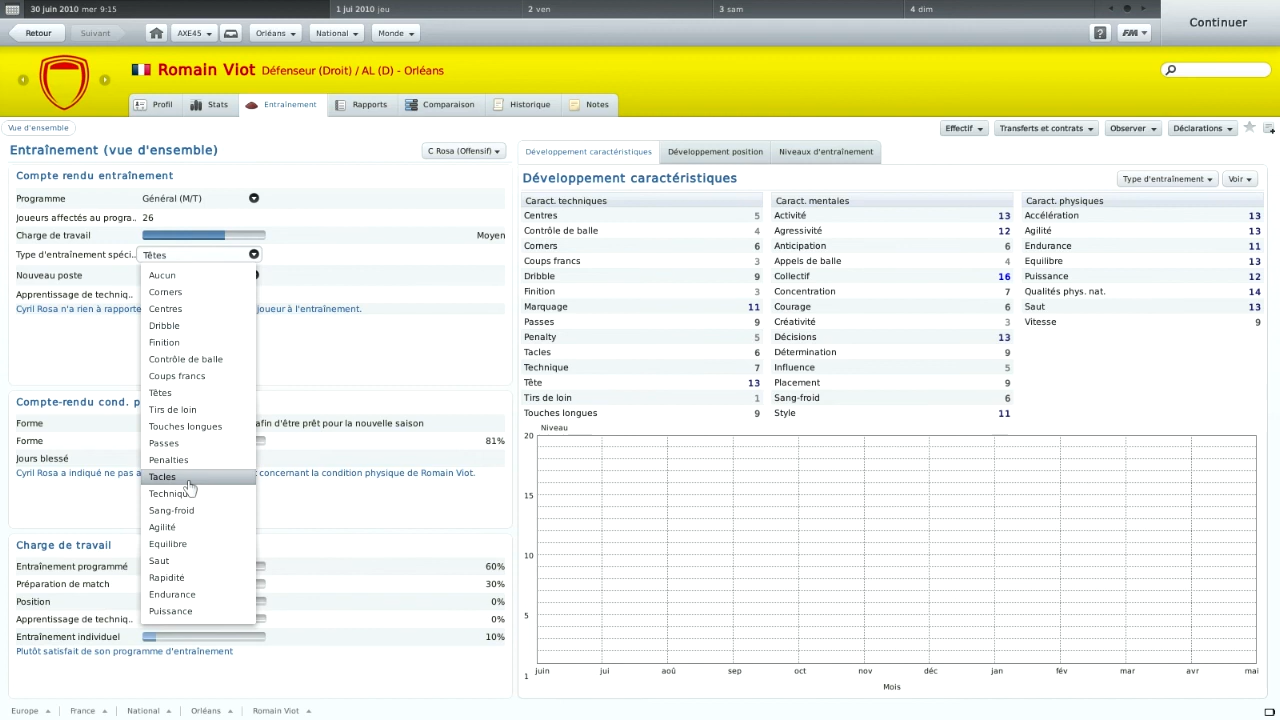 30 juin 2010 mer 9:15
1 jui 2010 jeu
2 ven
3 sam
4 dim
Continuer
Retour
Suivant
AXE45
Orléans
National
Monde
?
FM
Romain Viot Défenseur (Droit) / AL (D) - Orléans
Profil
Stats
Entraînement
Rapports
Comparaison
Historique
Notes
Vue d'ensemble
Effectif
Transferts et contrats
Observer
Déclarations
Entraînement (vue d'ensemble)
C Rosa (Offensif)
Compte rendu entraînement
Programme Général (M/T)
Joueurs affectés au progra.. 26
Charge de travail Moyen
Type d'entraînement spéci.. Têtes
Nouveau poste
Apprentissage de techniq..
Cyril Rosa n'a rien à rapporte joueur à l'entraînement.
Aucun
Corners
Centres
Dribble
Finition
Contrôle de balle
Coups francs
Têtes
Tirs de loin
Touches longues
Passes
Penalties
Tacles
Techniqu
Sang-froid
Agilité
Equilibre
Saut
Rapidité
Endurance
Puissance
Compte-rendu cond. p
Forme afin d'être prêt pour la nouvelle saison
Forme 81%
Jours blessé
Cyril Rosa a indiqué ne pas a concernant la condition physique de Romain Viot.
Charge de travail
Entraînement programmé 60%
Préparation de match 30%
Position 0%
Apprentissage de techniq.. 0%
Entraînement individuel 10%
Plutôt satisfait de son programme d'entraînement
Développement caractéristiques
Développement position
Niveaux d'entraînement
Développement caractéristiques
Type d'entraînement
Voir
Caract. techniques
Centres 5
Contrôle de balle 4
Corners 6
Coups francs 3
Dribble 9
Finition 3
Marquage 11
Passes 9
Penalty 5
Tacles 6
Technique 7
Tête 13
Tirs de loin 1
Touches longues 9
Caract. mentales
Activité 13
Agressivité 12
Anticipation 6
Appels de balle 4
Collectif 16
Concentration 7
Courage 6
Créativité 3
Décisions 13
Détermination 9
Influence 5
Placement 9
Sang-froid 6
Style 11
Caract. physiques
Accélération 13
Agilité 13
Endurance 11
Equilibre 13
Puissance 12
Qualités phys. nat. 14
Saut 13
Vitesse 9
Niveau
20
15
10
5
1
juin jui aoû sep oct nov déc jan fév mar avr mai
Mois
Europe
France
National
Orléans
Romain Viot